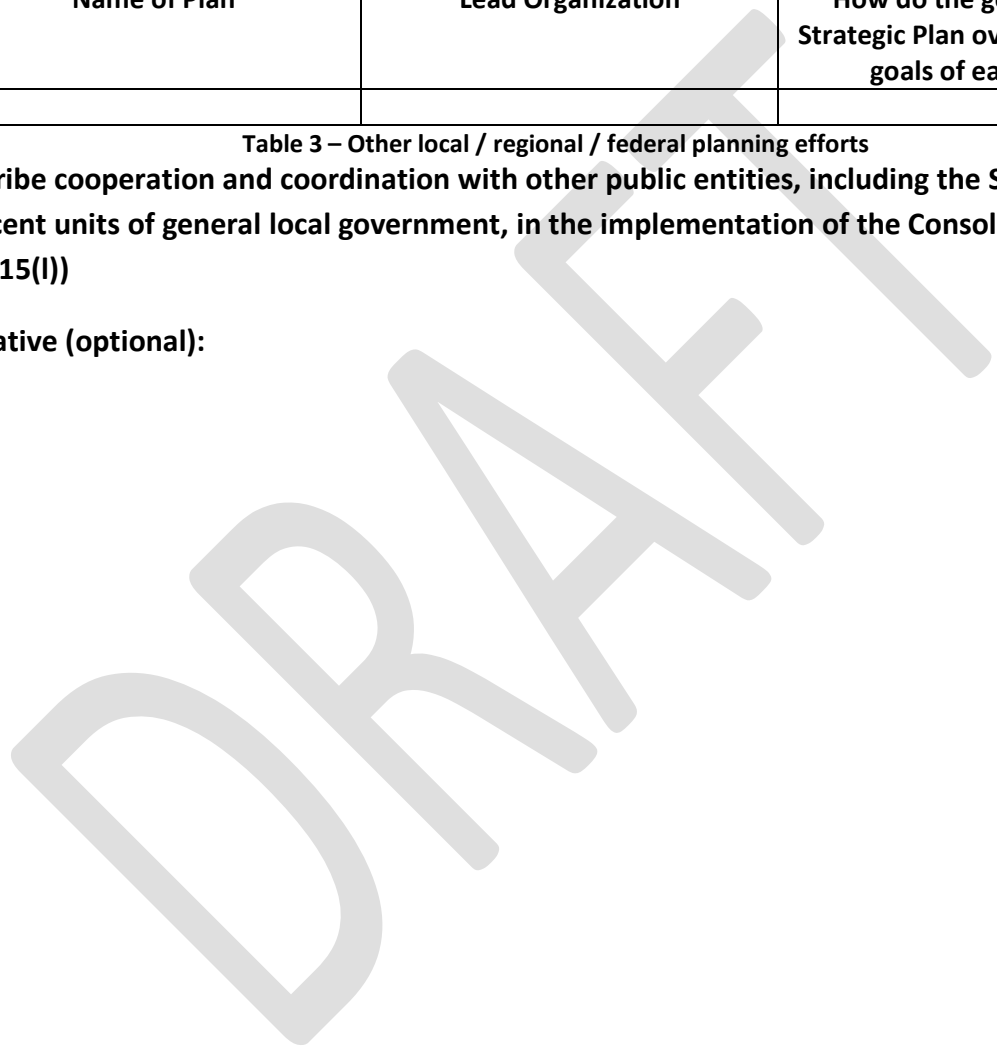 Name of Plan Lead Organization How do the go
Strategic Plan ov
goals of ea
Table 3 – Other local / regional / federal planning efforts
ribe cooperation and coordination with other public entities, including the S
cent units of general local government, in the implementation of the Consol
15(l))
ative (optional):
DRAFT